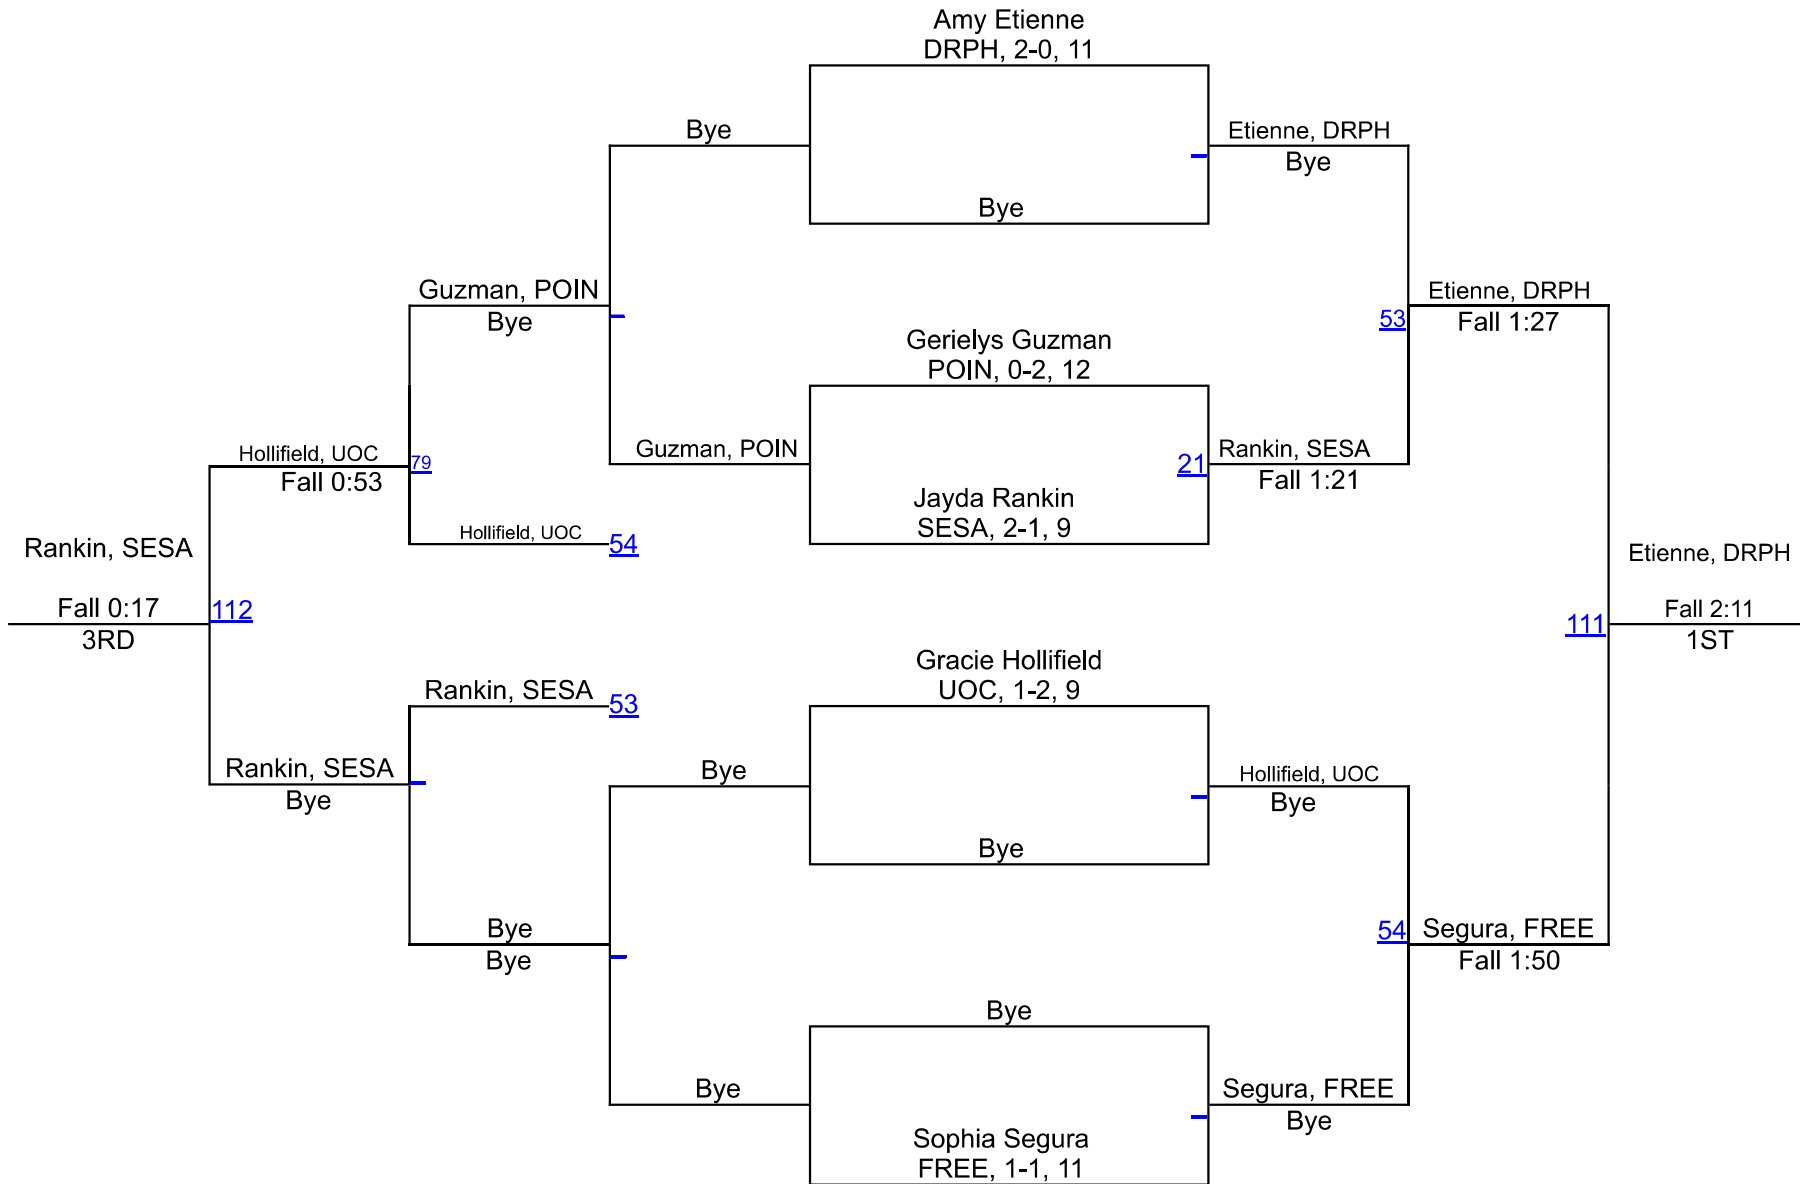 Amy Etienne
DRPH, 2-0, 11
Bye
Etienne, DRPH
Bye
Bye
Guzman, POIN
Bye
Etienne, DRPH
53
Fall 1:27
Gerielys Guzman
POIN, 0-2, 12
Hollifield, UOC
79
Fall 0:53
Guzman, POIN
21
Rankin, SESA
Fall 1:21
Jayda Rankin
SESA, 2-1, 9
Hollifield, UOC
54
Rankin, SESA
Fall 0:17
112
3RD
Etienne, DRPH
111
Fall 2:11
1ST
Gracie Hollifield
UOC, 1-2, 9
Rankin, SESA
53
Rankin, SESA
Bye
Bye
Hollifield, UOC
Bye
Bye
Bye
Bye
54
Segura, FREE
Fall 1:50
Bye
Bye
Segura, FREE
Bye
Sophia Segura
FREE, 1-1, 11